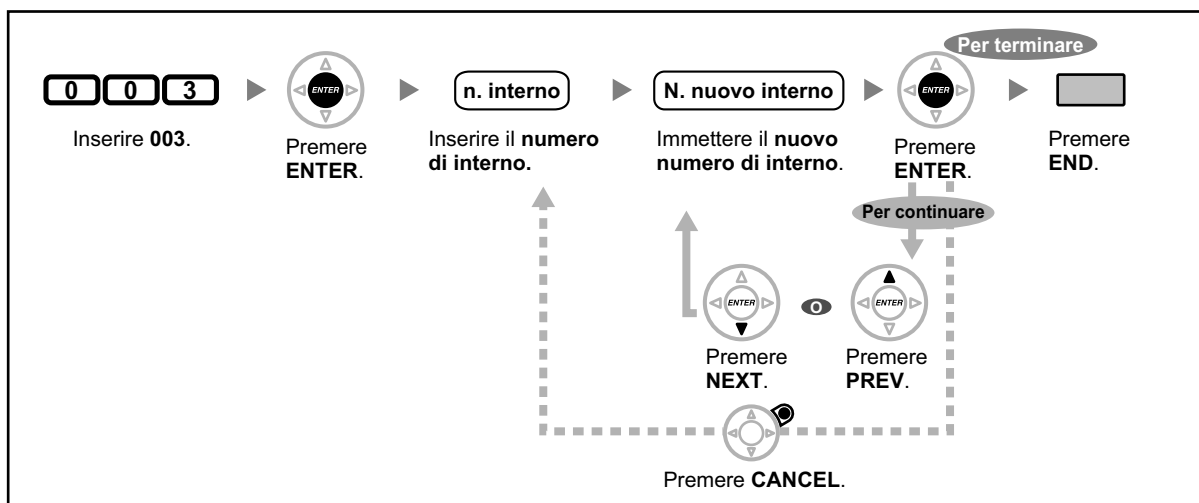 Per terminare
0 0 3
ENTER
n. interno
N. nuovo interno
ENTER
Inserire 003.
Premere
ENTER.
Inserire il numero
di interno.
Immettere il nuovo
numero di interno.
Premere
ENTER.
Premere
END.
Per continuare
ENTER
O
ENTER
Premere
NEXT.
Premere
PREV.
Premere CANCEL.